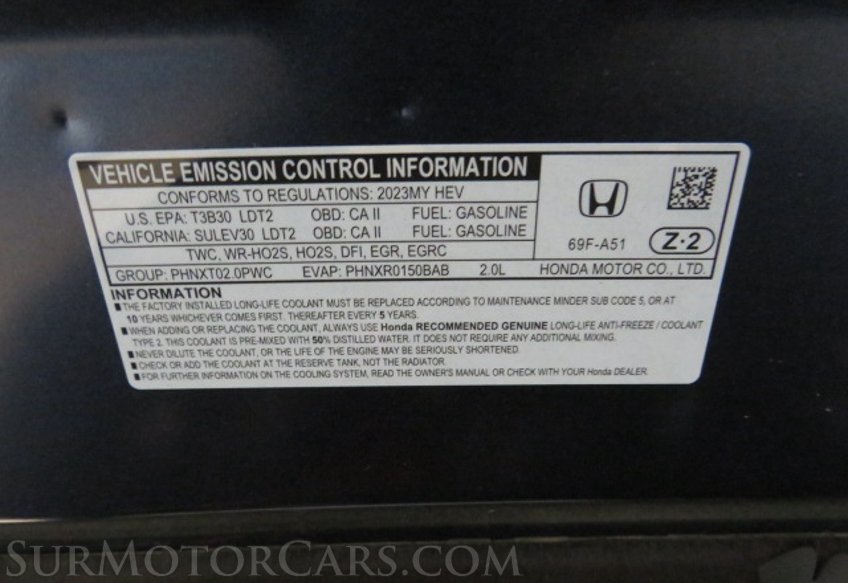 VEHICLE EMISSION CONTROL INFORMATION
CONFORMS TO REGULATIONS: 2023MY HEV
U.S. EPA: T3B30 LDT2 OBD: CA II FUEL: GASOLINE
CALIFORNIA: SULEV30 LDT2 OBD: CA II FUEL: GASOLINE
TWC, WR-HO2S, HO2S, DFI, EGR, EGRC
GROUP: PHNXT02.0PWC EVAP: PHNXR0150BAB 2.0L
69F-A51
Z·2
HONDA MOTOR CO., LTD.
INFORMATION
■THE FACTORY INSTALLED LONG-LIFE COOLANT MUST BE REPLACED ACCORDING TO MAINTENANCE MINDER SUB CODE 5, OR AT
10 YEARS WHICHEVER COMES FIRST. THEREAFTER EVERY 5 YEARS.
■WHEN ADDING OR REPLACING THE COOLANT, ALWAYS USE Honda RECOMMENDED GENUINE LONG-LIFE ANTI-FREEZE / COOLANT
TYPE 2. THIS COOLANT IS PRE-MIXED WITH 50% DISTILLED WATER. IT DOES NOT REQUIRE ANY ADDITIONAL MIXING.
■NEVER DILUTE THE COOLANT, OR THE LIFE OF THE ENGINE MAY BE SERIOUSLY SHORTENED.
■CHECK OR ADD THE COOLANT AT THE RESERVE TANK, NOT THE RADIATOR.
■FOR FURTHER INFORMATION ON THE COOLING SYSTEM, READ THE OWNER'S MANUAL OR CHECK WITH YOUR Honda DEALER.
SURMOTORCARS.COM